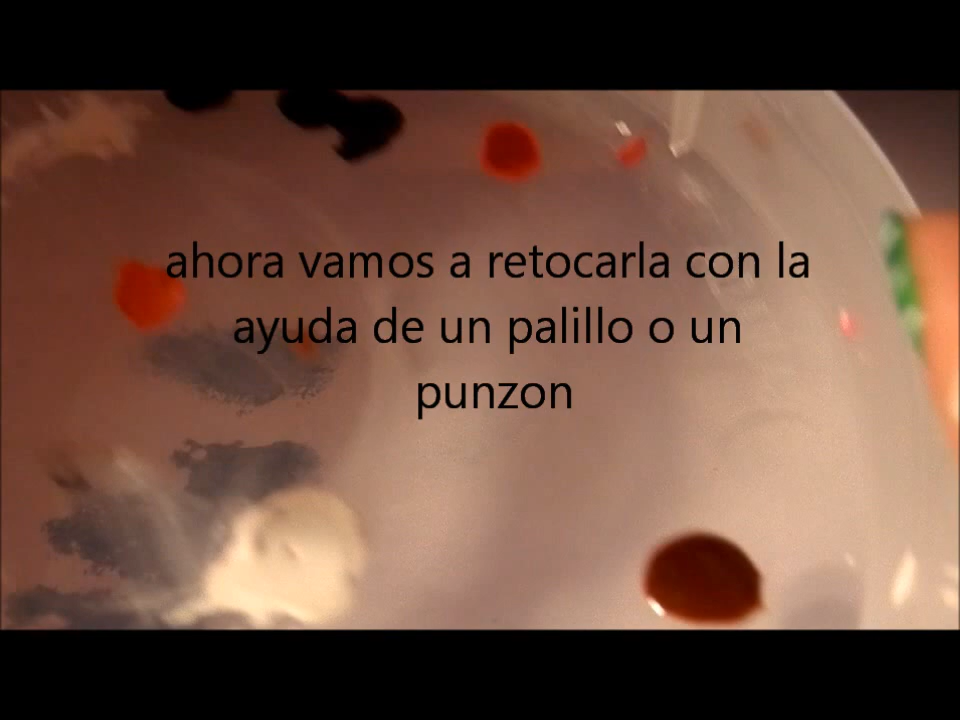 ahora vamos a retocarla con la
ayuda de un palillo o un
punzon